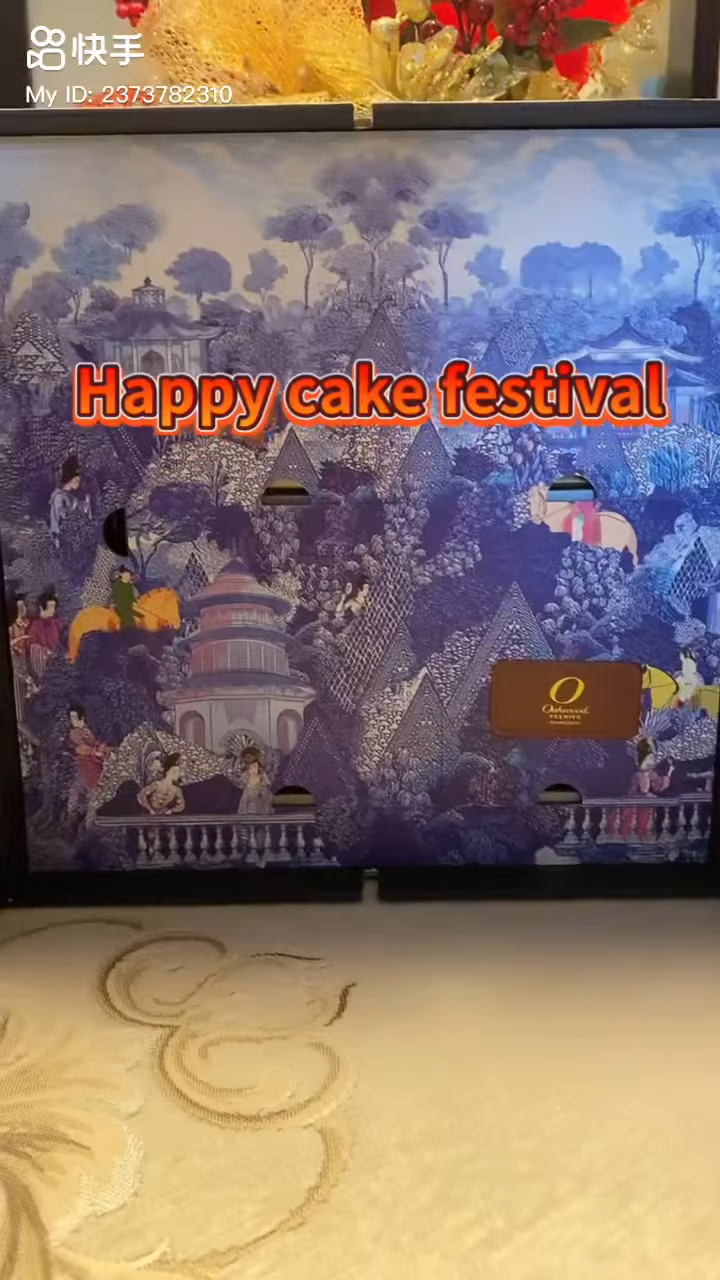 快手
My ID: 2373782310
Happy cake festival
O
Oakwood
PREMIER